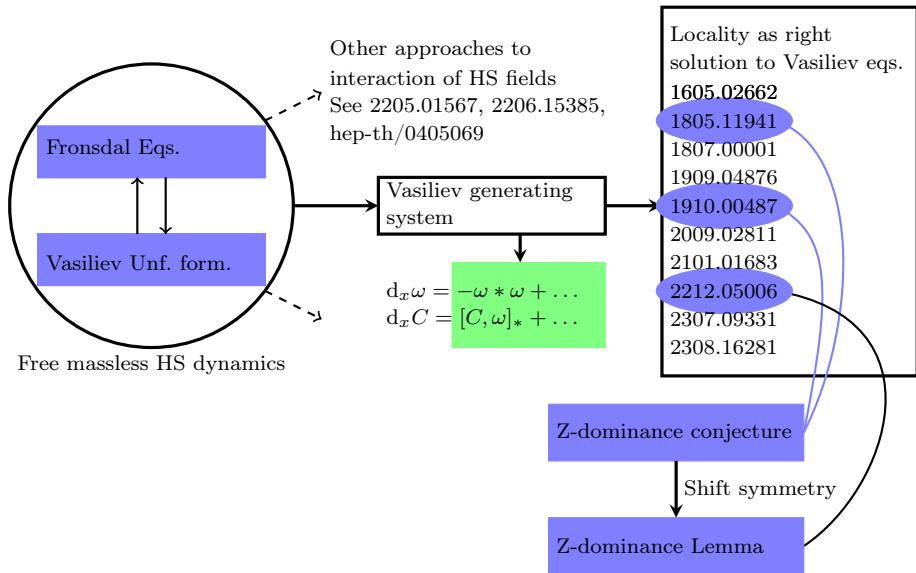 Other approaches to
interaction of HS fields
See 2205.01567, 2206.15385,
hep-th/0405069
Fronsdal Eqs.
Vasiliev Unf. form.
Free massless HS dynamics
Vasiliev generating
system
dₓω = −ω ∗ ω + …
dₓC = [C, ω]∗ + …
Locality as right
solution to Vasiliev eqs.
1605.02662
1805.11941
1807.00001
1909.04876
1910.00487
2009.02811
2101.01683
2212.05006
2307.09331
2308.16281
Z-dominance conjecture
Shift symmetry
Z-dominance Lemma